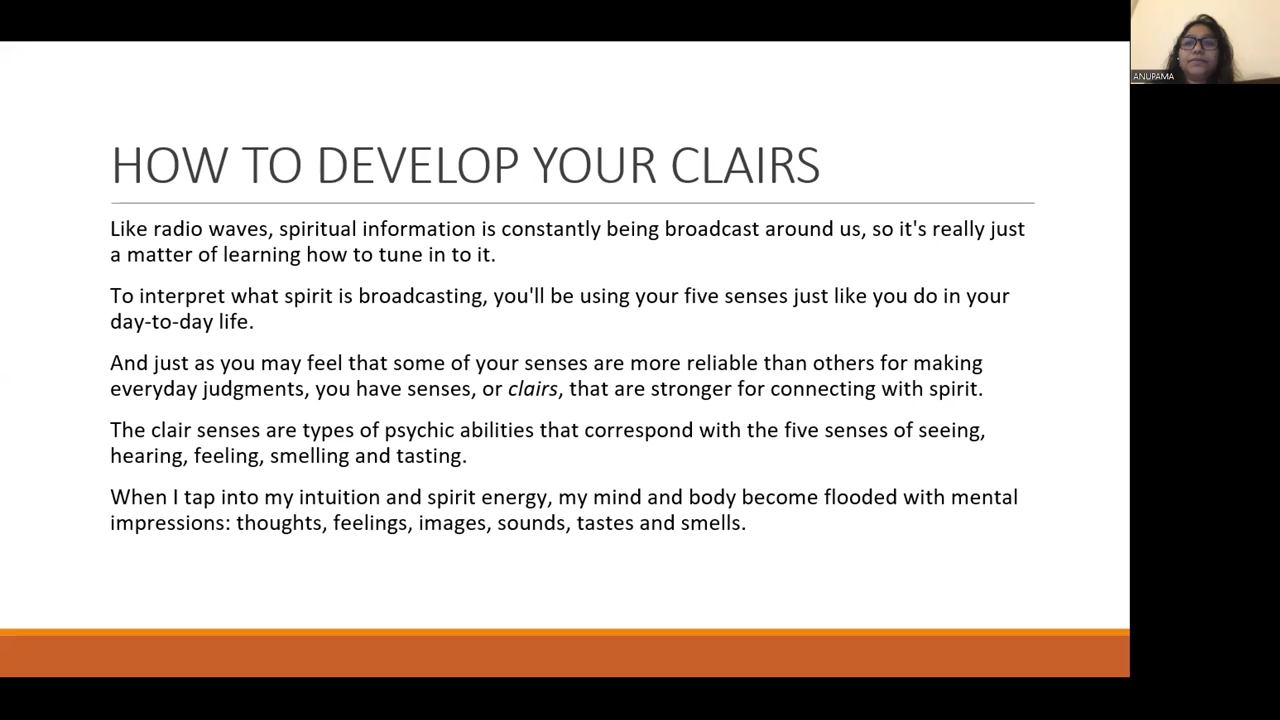 HOW TO DEVELOP YOUR CLAIRS
Like radio waves, spiritual information is constantly being broadcast around us, so it's really just
a matter of learning how to tune in to it.
To interpret what spirit is broadcasting, you'll be using your five senses just like you do in your
day-to-day life.
And just as you may feel that some of your senses are more reliable than others for making
everyday judgments, you have senses, or clairs, that are stronger for connecting with spirit.
The clair senses are types of psychic abilities that correspond with the five senses of seeing,
hearing, feeling, smelling and tasting.
When I tap into my intuition and spirit energy, my mind and body become flooded with mental
impressions: thoughts, feelings, images, sounds, tastes and smells.
ANUPAMA